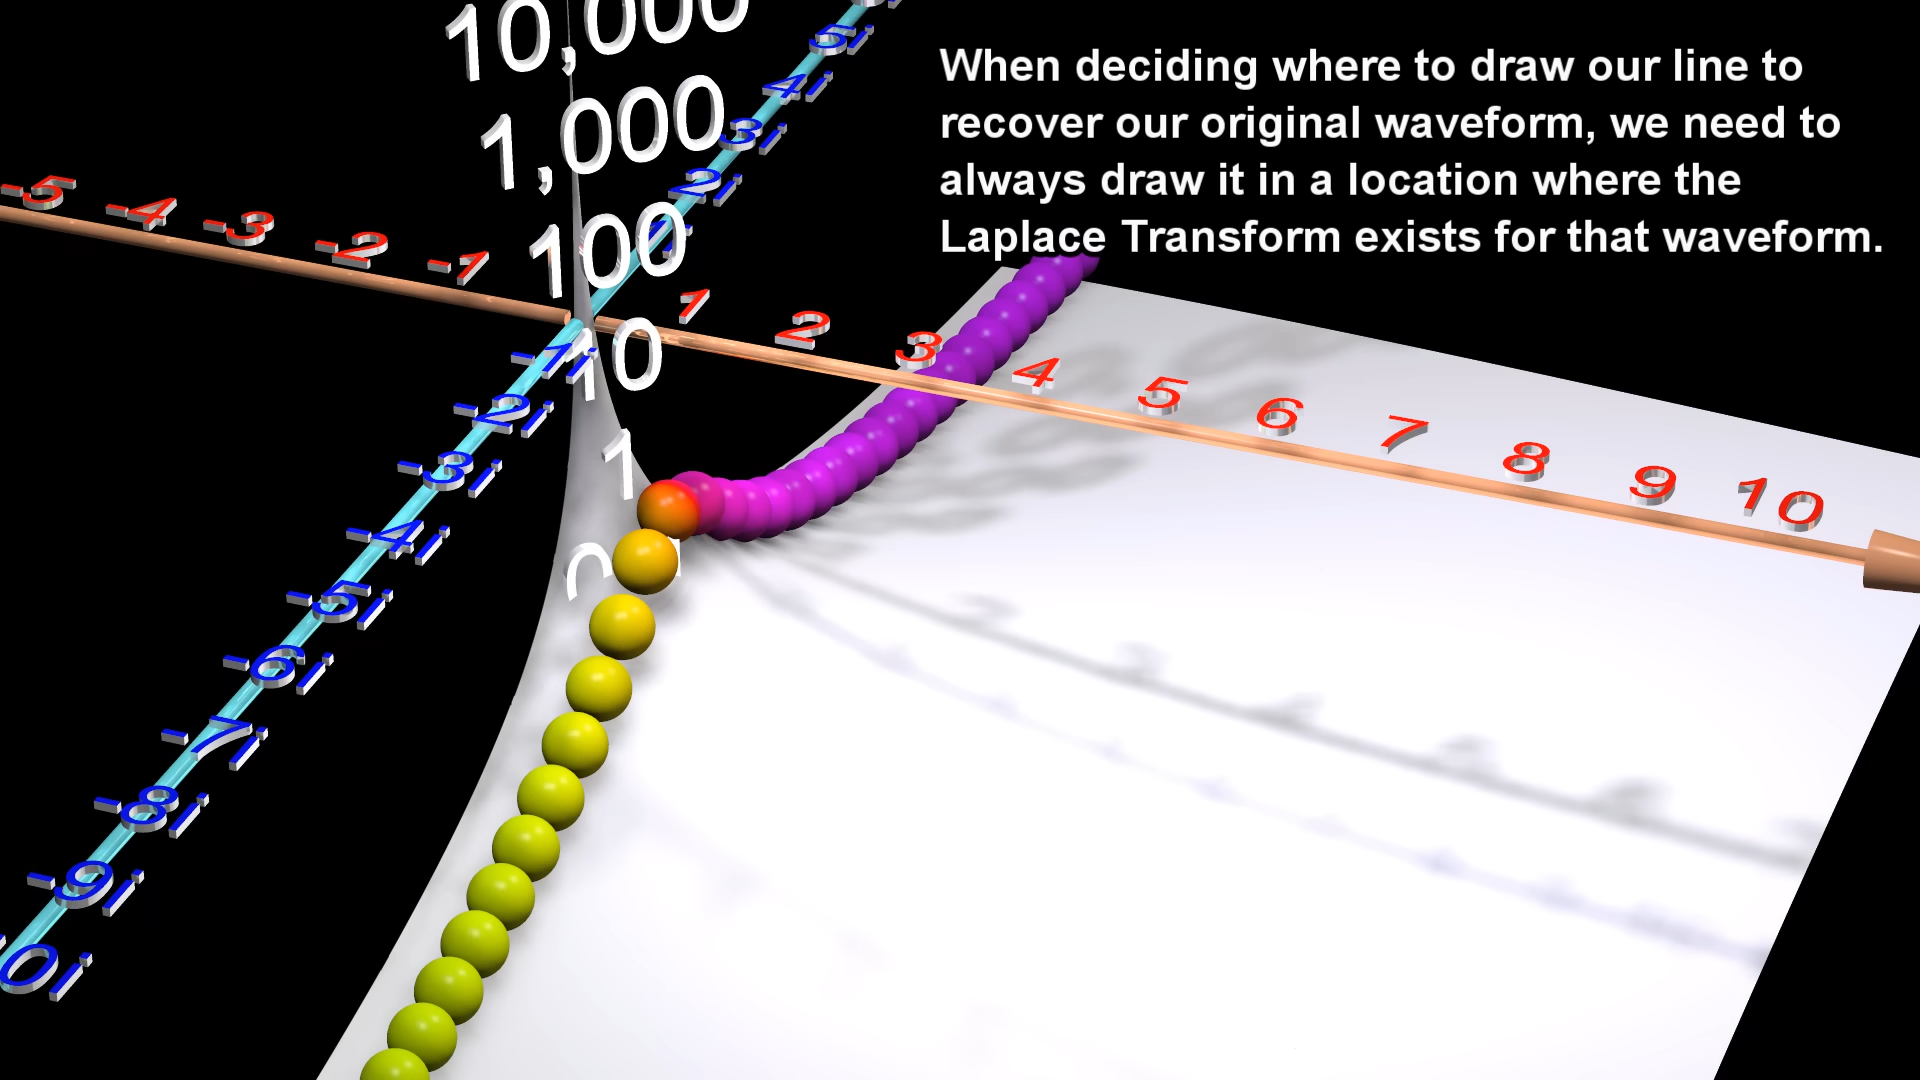 10,000
When deciding where to draw our line to
recover our original waveform, we need to
always draw it in a location where the
Laplace Transform exists for that waveform.
1,000
100
10
1
5i
4i
3i
2i
-5
-4
-3
-2
-1
1
2
3
4
5
6
7
8
9
10
-1i
-2i
-3i
-4i
-5i
-6i
-7i
-8i
-9i
0i